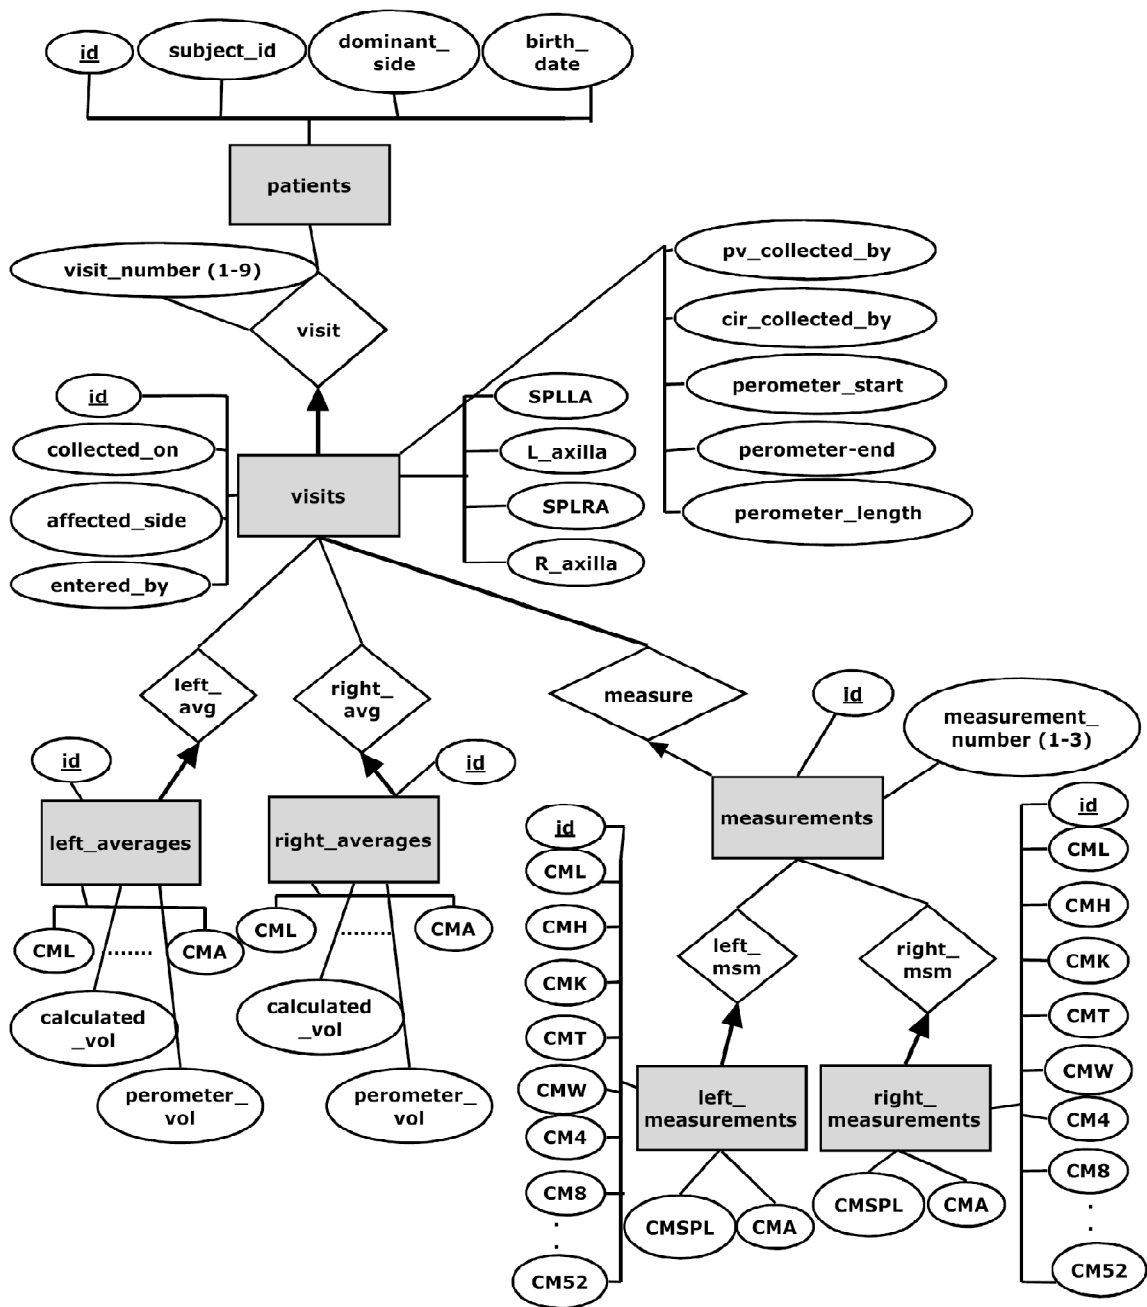 id
subject_id
dominant_
side
birth_
date
patients
visit_number (1-9)
visit
pv_collected_by
cir_collected_by
perometer_start
perometer-end
perometer_length
id
collected_on
affected_side
entered_by
visits
SPLLA
L_axilla
SPLRA
R_axilla
left_
avg
right_
avg
measure
id
measurement_
number (1-3)
id
left_averages
CML
.......
CMA
calculated
_vol
perometer_
vol
id
right_averages
CML
........
CMA
calculated
_vol
perometer_
vol
measurements
left_
msm
right_
msm
id
CML
CMH
CMK
CMT
CMW
CM4
CM8
.
.
CM52
left_
measurements
CMSPL
CMA
right_
measurements
CMSPL
CMA
id
CML
CMH
CMK
CMT
CMW
CM4
CM8
.
.
CM52